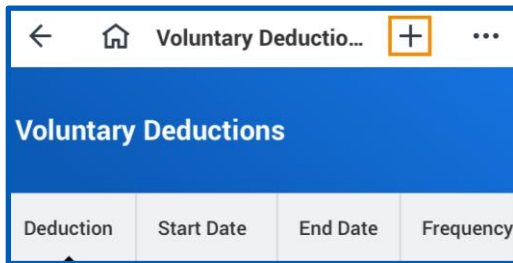 Voluntary Deductio...
Voluntary Deductions
Deduction Start Date End Date Frequency